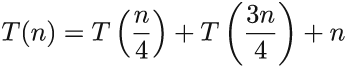 T(n) = T(n/4) + T(3n/4) + n